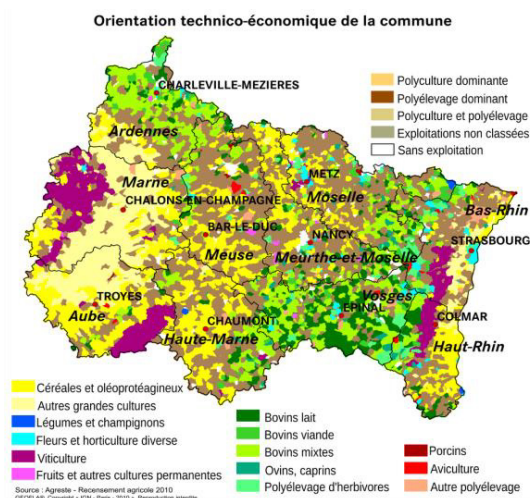 Orientation technico-économique de la commune
CHARLEVILLE-MEZIERES
Polyculture dominante
Polyélevage dominant
Polyculture et polyélevage
Exploitations non classées
Sans exploitation
Ardennes
Marne
METZ
Moselle
CHALONS-EN-CHAMPAGNE
Bas-Rhin
BAR-LE-DUC
NANCY
STRASBOURG
Meuse
Meurthe-et-Moselle
TROYES
Vosges
EPINAL
Aube
CHAUMONT
COLMAR
Haute-Marne
Haut-Rhin
Céréales et oléoprotéagineux
Autres grandes cultures
Légumes et champignons
Fleurs et horticulture diverse
Viticulture
Fruits et autres cultures permanentes
Bovins lait
Bovins viande
Bovins mixtes
Ovins, caprins
Polyélevage d'herbivores
Porcins
Aviculture
Autre polyélevage
Source : Agreste - Recensement agricole 2010